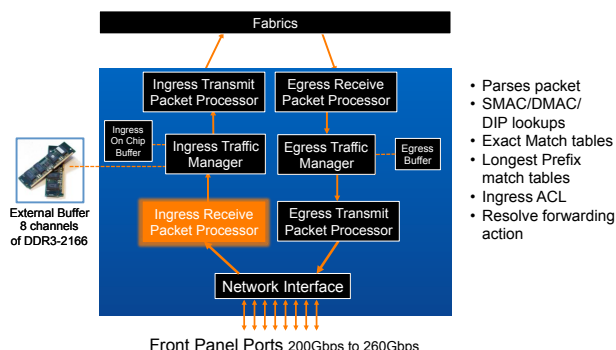 Fabrics
Ingress Transmit
Packet Processor
Egress Receive
Packet Processor
Ingress
On Chip
Buffer
Ingress Traffic
Manager
Egress Traffic
Manager
Egress
Buffer
External Buffer
8 channels
of DDR3-2166
Ingress Receive
Packet Processor
Egress Transmit
Packet Processor
Network Interface
Front Panel Ports 200Gbps to 260Gbps
• Parses packet
• SMAC/DMAC/
DIP lookups
• Exact Match tables
• Longest Prefix
match tables
• Ingress ACL
• Resolve forwarding
action